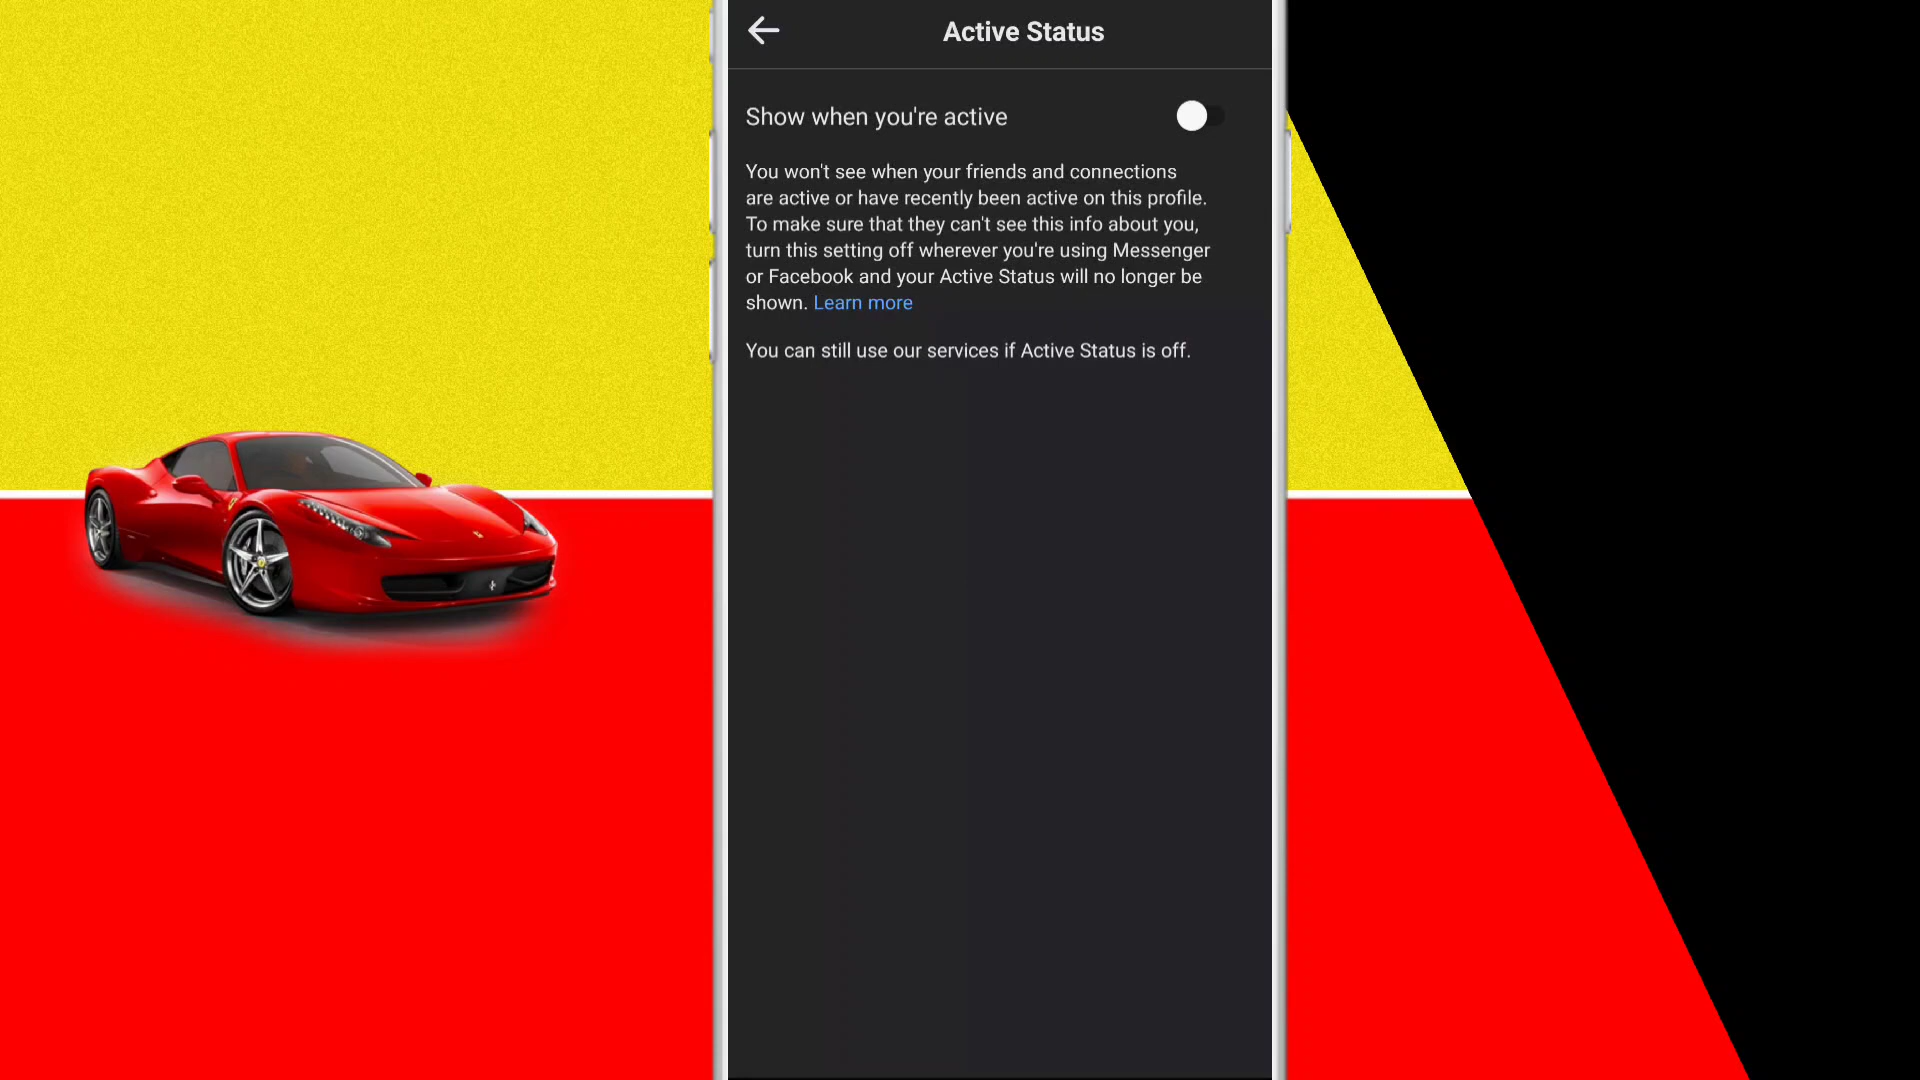 Active Status
Show when you're active
You won't see when your friends and connections
are active or have recently been active on this profile.
To make sure that they can't see this info about you,
turn this setting off wherever you're using Messenger
or Facebook and your Active Status will no longer be
shown. Learn more
You can still use our services if Active Status is off.